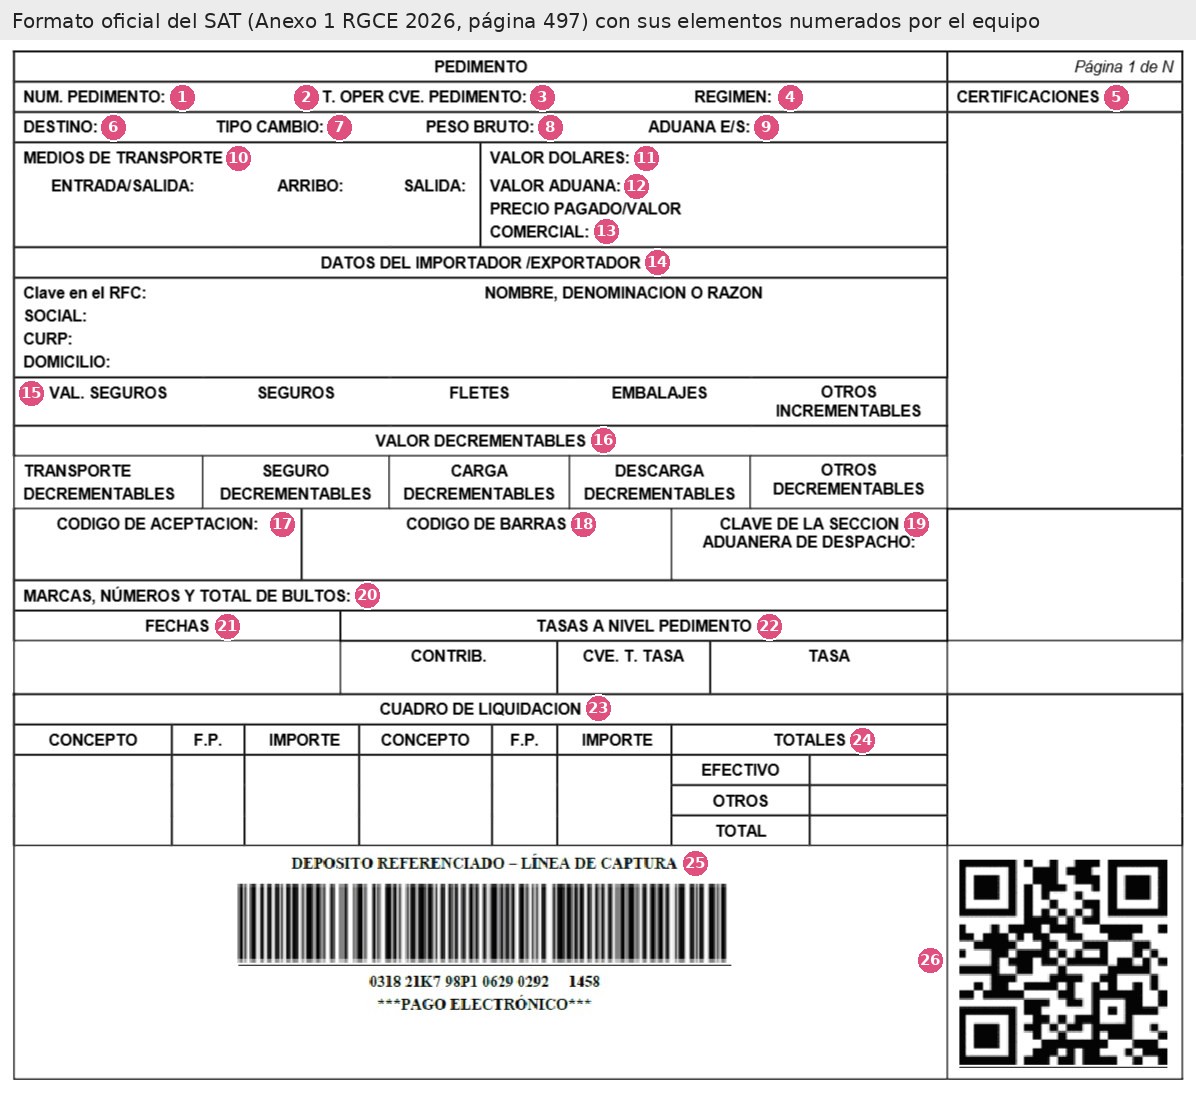 Formato oficial del SAT (Anexo 1 RGCE 2026, página 497) con sus elementos numerados por el equipo
PEDIMENTO Página 1 de N
NUM. PEDIMENTO: 1 2 T. OPER CVE. PEDIMENTO: 3 REGIMEN: 4 CERTIFICACIONES 5
DESTINO: 6 TIPO CAMBIO: 7 PESO BRUTO: 8 ADUANA E/S: 9
MEDIOS DE TRANSPORTE 10 VALOR DOLARES: 11
ENTRADA/SALIDA: ARRIBO: SALIDA: VALOR ADUANA: 12
PRECIO PAGADO/VALOR
COMERCIAL: 13
DATOS DEL IMPORTADOR /EXPORTADOR 14
Clave en el RFC: NOMBRE, DENOMINACION O RAZON
SOCIAL:
CURP:
DOMICILIO:
15 VAL. SEGUROS SEGUROS FLETES EMBALAJES OTROS
INCREMENTABLES
VALOR DECREMENTABLES 16
TRANSPORTE SEGURO CARGA DESCARGA OTROS
DECREMENTABLES DECREMENTABLES DECREMENTABLES DECREMENTABLES DECREMENTABLES
CODIGO DE ACEPTACION: 17 CODIGO DE BARRAS 18 CLAVE DE LA SECCION 19
ADUANERA DE DESPACHO:
MARCAS, NÚMEROS Y TOTAL DE BULTOS: 20
FECHAS 21 TASAS A NIVEL PEDIMENTO 22
CONTRIB. CVE. T. TASA TASA
CUADRO DE LIQUIDACION 23
CONCEPTO F.P. IMPORTE CONCEPTO F.P. IMPORTE TOTALES 24
EFECTIVO
OTROS
TOTAL
DEPOSITO REFERENCIADO – LÍNEA DE CAPTURA 25
26
0318 21K7 98P1 0629 0292 1458
***PAGO ELECTRÓNICO***